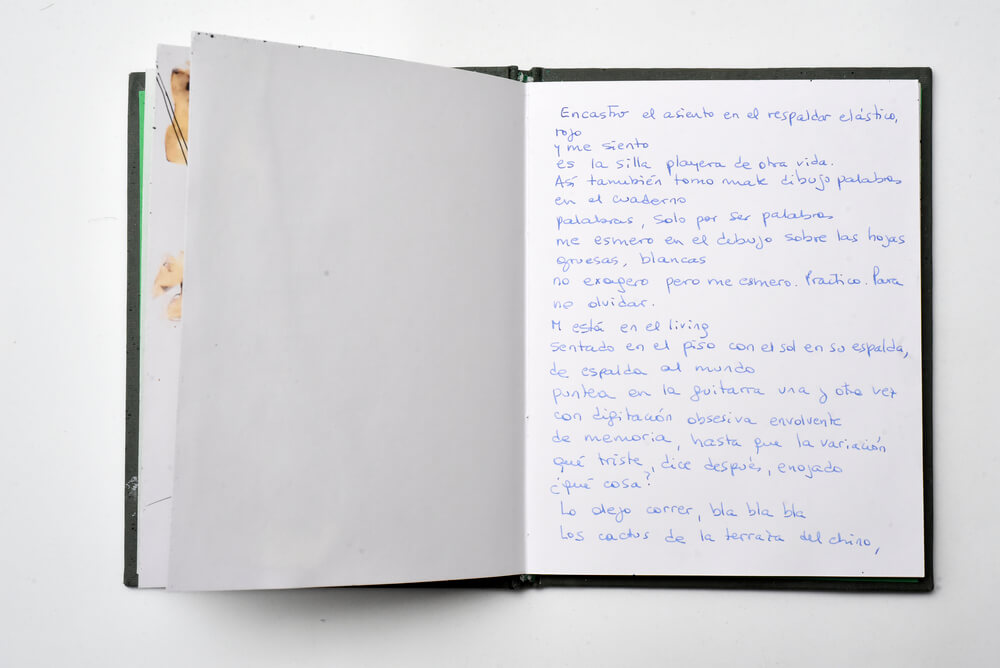 Encastro el asiento en el respaldar elástico,
rojo
y me siento
es la silla playera de otra vida.
Así también tomo mate dibujo palabras
en el cuaderno
palabras, solo por ser palabras
me esmero en el dibujo sobre las hojas
gruesas, blancas
no exagero pero me esmero. Practico. Para
no olvidar.
M está en el living
sentado en el piso con el sol en su espalda,
de espalda al mundo
puntea en la guitarra una y otra vez
con digitación obsesiva envolvente
de memoria, hasta que la variación
qué triste, dice después, enojado
¿qué cosa?
Lo dejo correr, bla bla bla
Los cactus de la terraza del chino,